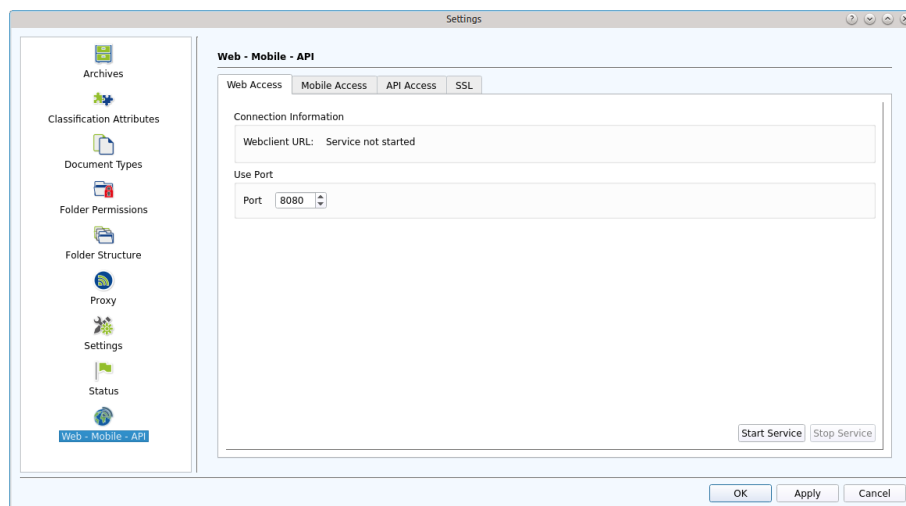 Settings
Archives
Classification Attributes
Document Types
Folder Permissions
Folder Structure
Proxy
Settings
Status
Web - Mobile - API
Web - Mobile - API
Web Access Mobile Access API Access SSL
Connection Information
Webclient URL: Service not started
Use Port
Port 8080
Start Service Stop Service
OK Apply Cancel